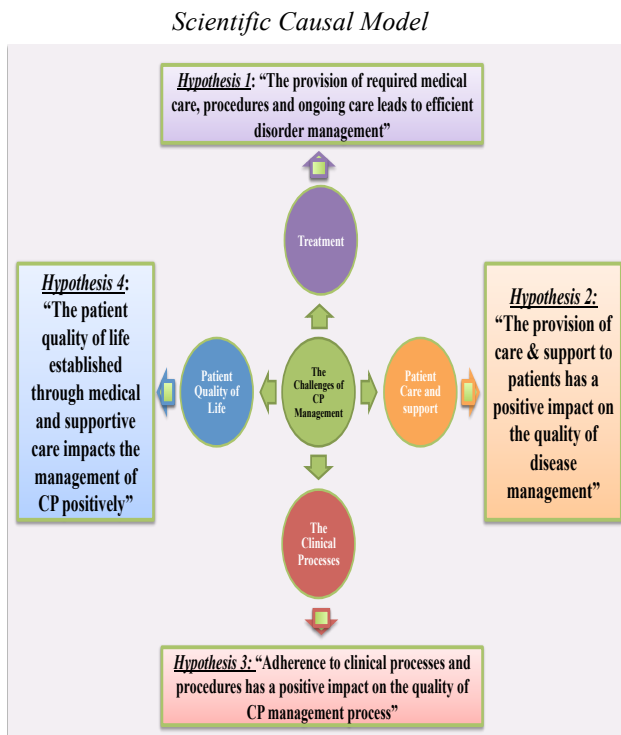 Scientific Causal Model
Hypothesis 1: “The provision of required medical
care, procedures and ongoing care leads to efficient
disorder management”
Treatment
Hypothesis 4:
“The patient
quality of life
established
through medical
and supportive
care impacts the
management of
CP positively”
Patient
Quality of
Life
The
Challenges of
CP
Management
Patient
Care and
support
Hypothesis 2:
“The provision of
care & support to
patients has a
positive impact on
the quality of
disease
management”
The
Clinical
Processes
Hypothesis 3: “Adherence to clinical processes and
procedures has a positive impact on the quality of
CP management process”